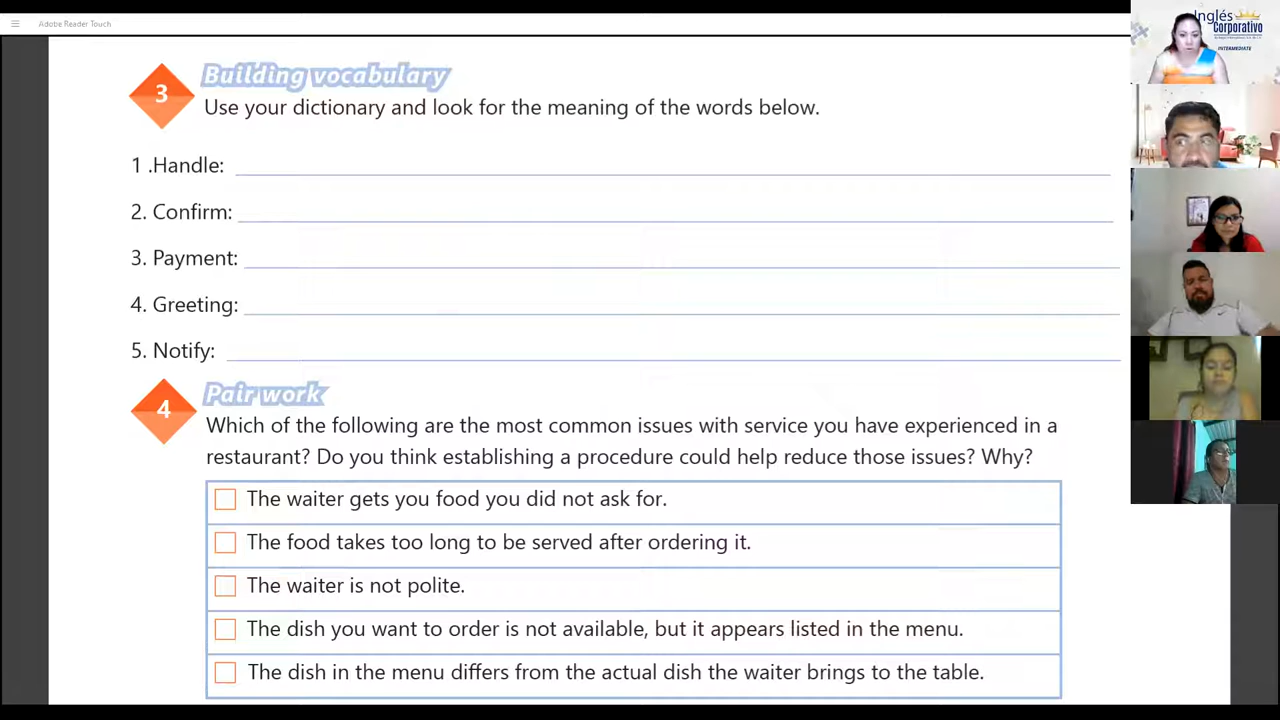 Adobe Reader Touch
Inglés
Corporativo
INTERMEDIATE
3
Building vocabulary
Use your dictionary and look for the meaning of the words below.
1 .Handle:
2. Confirm:
3. Payment:
4. Greeting:
5. Notify:
4
Pair work
Which of the following are the most common issues with service you have experienced in a
restaurant? Do you think establishing a procedure could help reduce those issues? Why?
The waiter gets you food you did not ask for.
The food takes too long to be served after ordering it.
The waiter is not polite.
The dish you want to order is not available, but it appears listed in the menu.
The dish in the menu differs from the actual dish the waiter brings to the table.